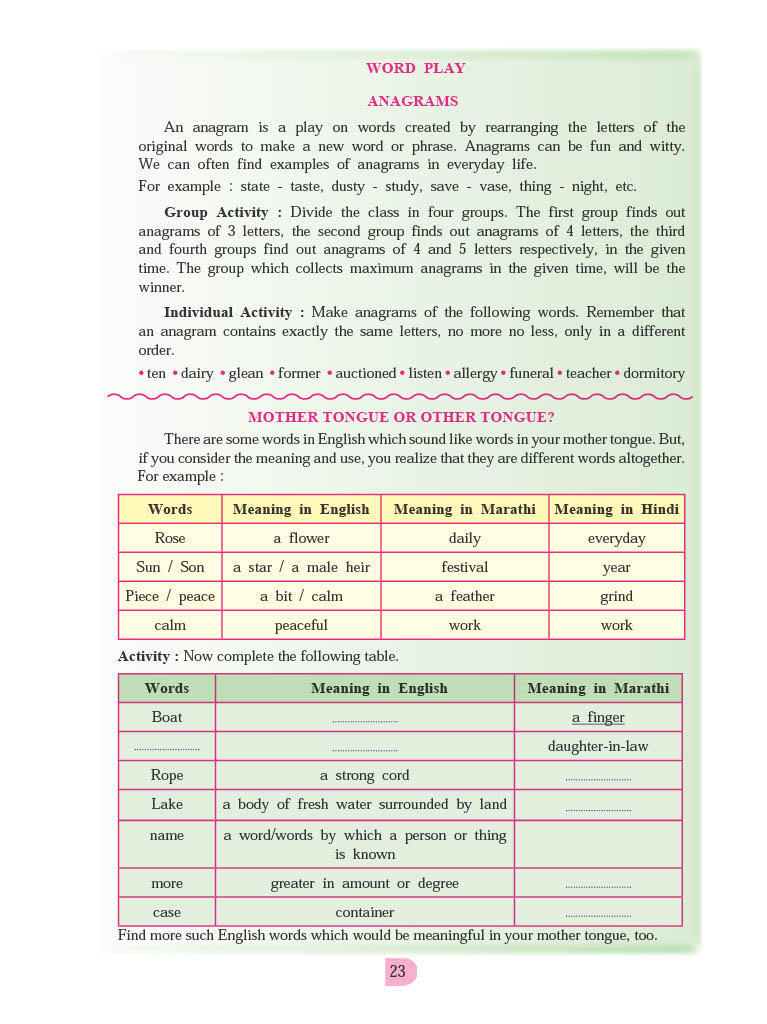 WORD PLAY
ANAGRAMS
An anagram is a play on words created by rearranging the letters of the
original words to make a new word or phrase. Anagrams can be fun and witty.
We can often find examples of anagrams in everyday life.
For example : state - taste, dusty - study, save - vase, thing - night, etc.
Group Activity : Divide the class in four groups. The first group finds out
anagrams of 3 letters, the second group finds out anagrams of 4 letters, the third
and fourth groups find out anagrams of 4 and 5 letters respectively, in the given
time. The group which collects maximum anagrams in the given time, will be the
winner.
Individual Activity : Make anagrams of the following words. Remember that
an anagram contains exactly the same letters, no more no less, only in a different
order.
• ten • dairy • glean • former • auctioned • listen • allergy • funeral • teacher • dormitory
MOTHER TONGUE OR OTHER TONGUE?
There are some words in English which sound like words in your mother tongue. But,
if you consider the meaning and use, you realize that they are different words altogether.
For example :
Words Meaning in English Meaning in Marathi Meaning in Hindi
Rose a flower daily everyday
Sun / Son a star / a male heir festival year
Piece / peace a bit / calm a feather grind
calm peaceful work work
Activity : Now complete the following table.
Words Meaning in English Meaning in Marathi
Boat .......................... a finger
.......................... .......................... daughter-in-law
Rope a strong cord ..........................
Lake a body of fresh water surrounded by land ..........................
name a word/words by which a person or thing
is known
more greater in amount or degree ..........................
case container ..........................
Find more such English words which would be meaningful in your mother tongue, too.
23